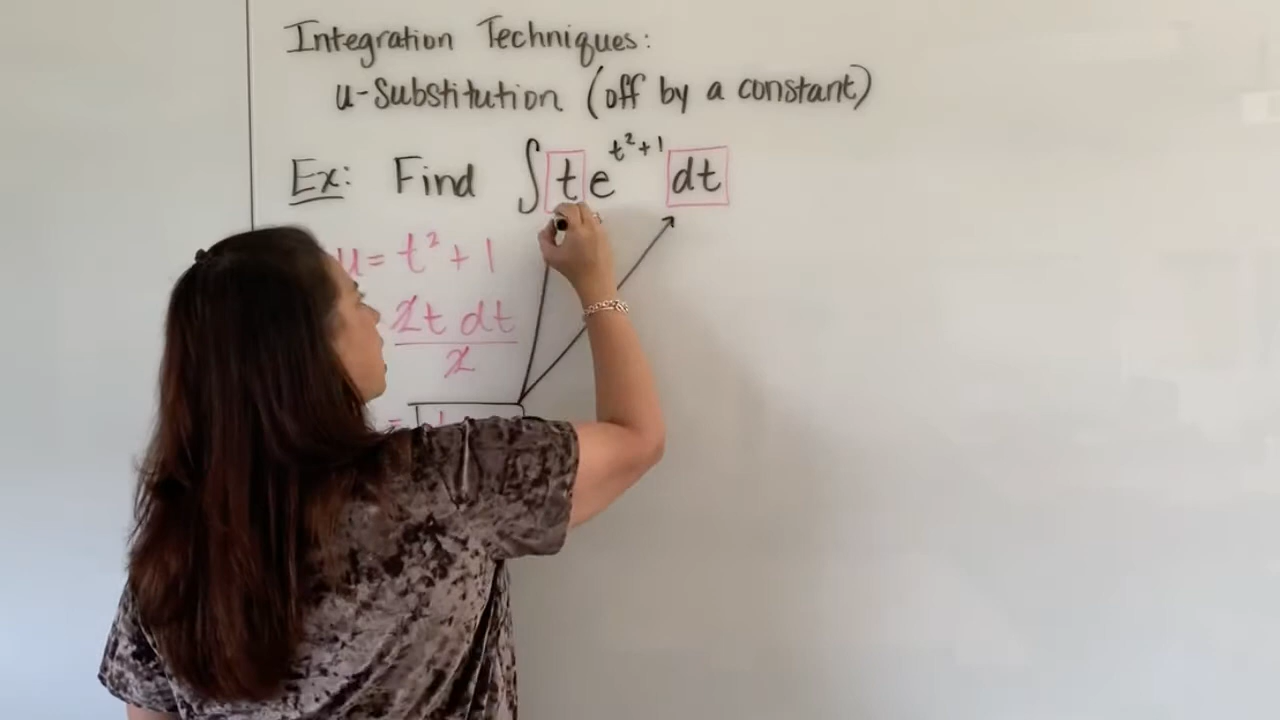 Integration Techniques:
u-Substitution (off by a constant)
Ex: Find ∫ t e^{t²+1} dt
u = t² + 1
2t dt
2
=